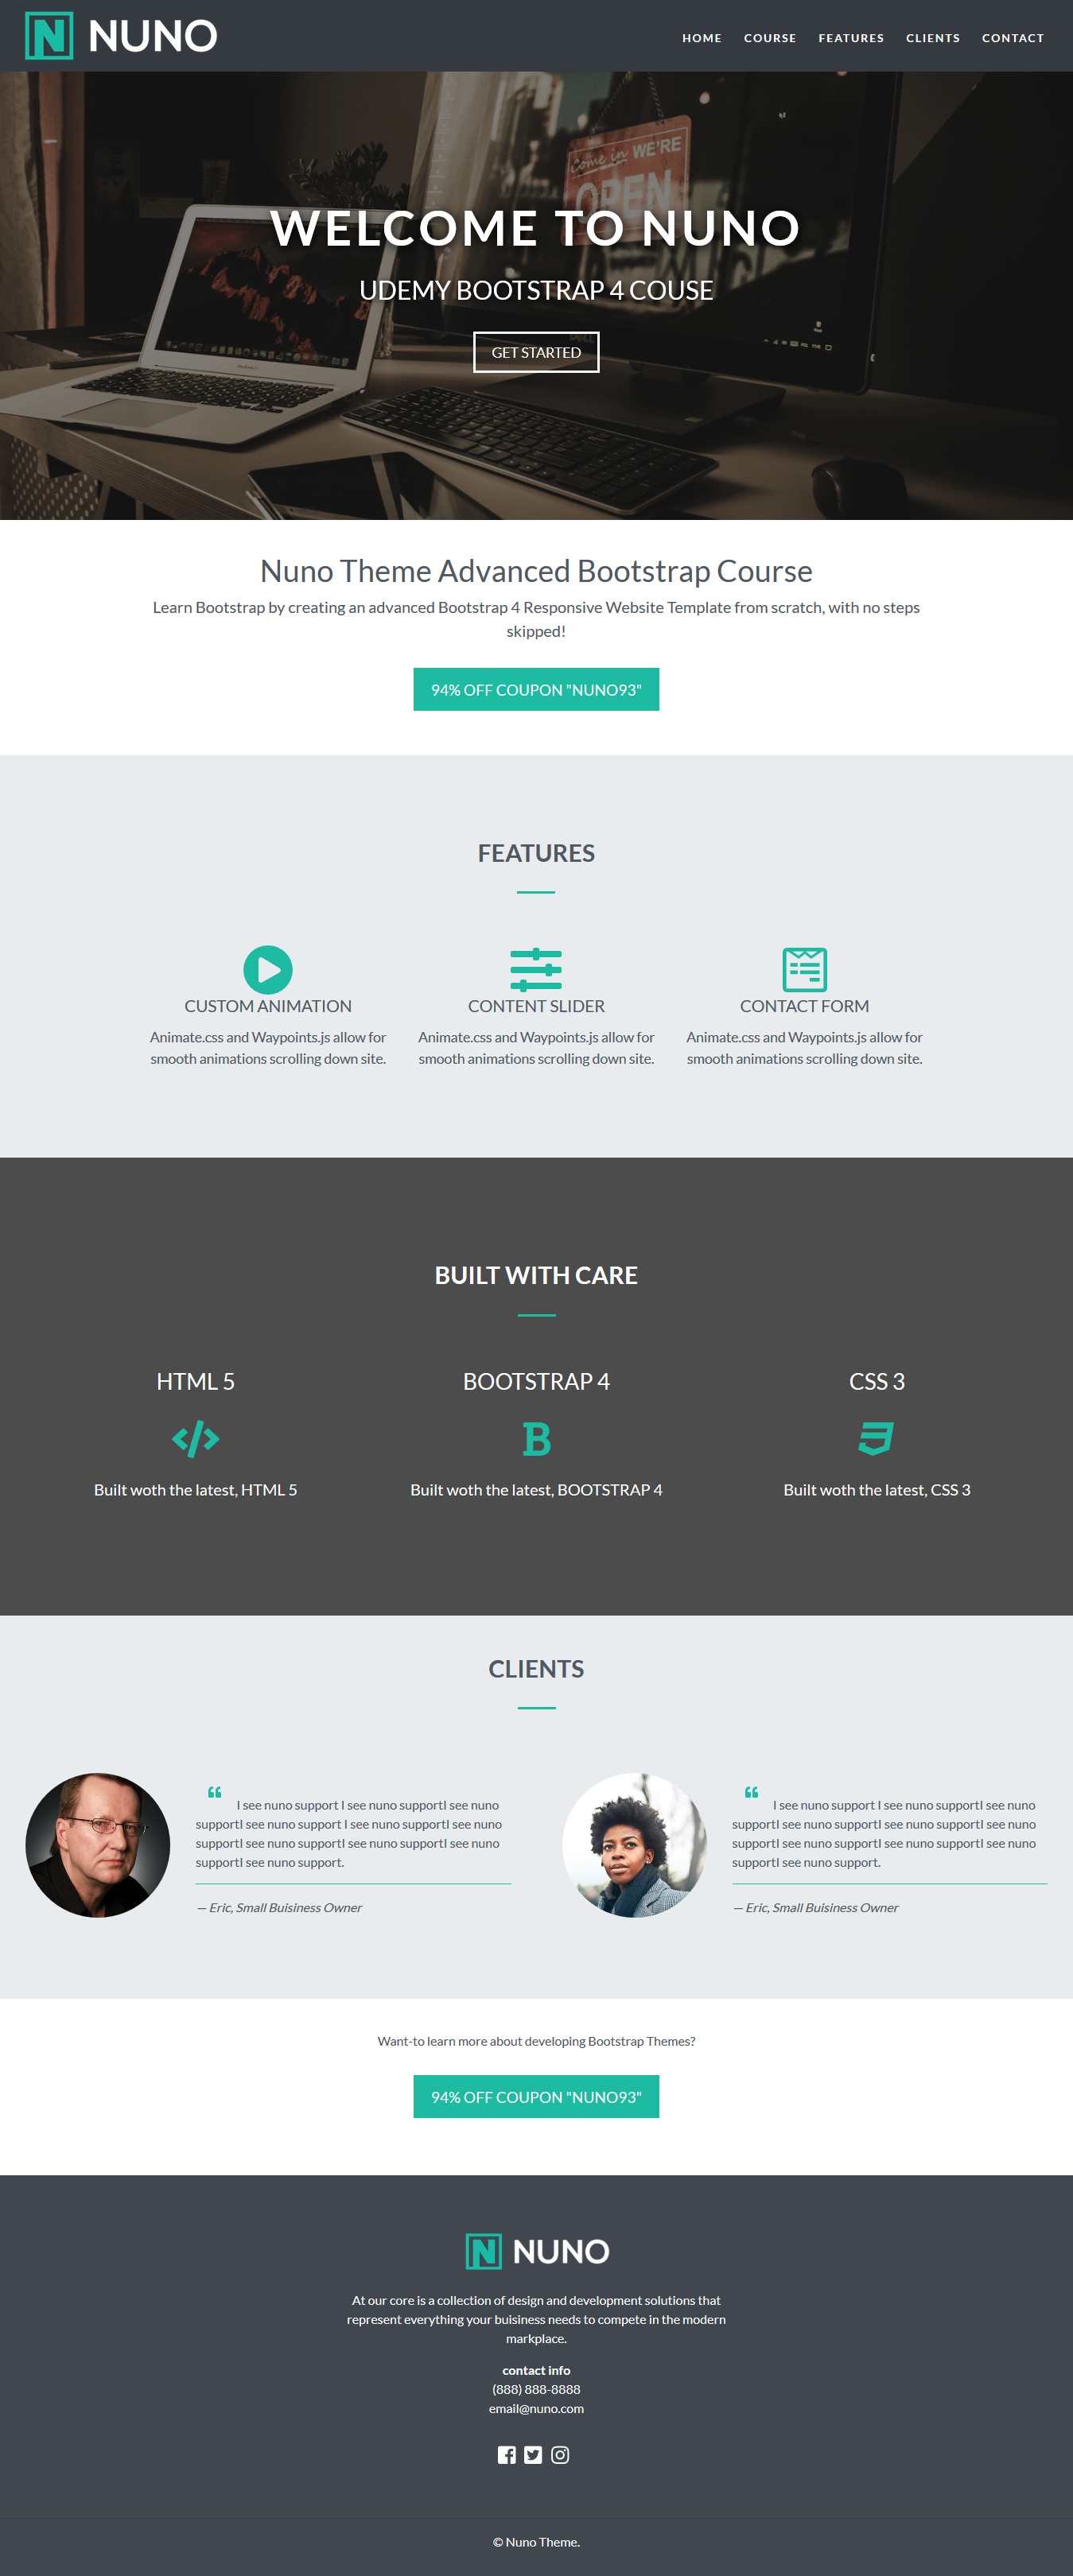 NUNO
HOME COURSE FEATURES CLIENTS CONTACT
Come in WE'RE
OPEN
WELCOME TO NUNO
UDEMY BOOTSTRAP 4 COUSE
GET STARTED
Nuno Theme Advanced Bootstrap Course
Learn Bootstrap by creating an advanced Bootstrap 4 Responsive Website Template from scratch, with no steps
skipped!
94% OFF COUPON "NUNO93"
FEATURES
CUSTOM ANIMATION
Animate.css and Waypoints.js allow for
smooth animations scrolling down site.
CONTENT SLIDER
Animate.css and Waypoints.js allow for
smooth animations scrolling down site.
CONTACT FORM
Animate.css and Waypoints.js allow for
smooth animations scrolling down site.
BUILT WITH CARE
HTML 5
Built woth the latest, HTML 5
BOOTSTRAP 4
B
Built woth the latest, BOOTSTRAP 4
CSS 3
Built woth the latest, CSS 3
CLIENTS
“ I see nuno support I see nuno supportI see nuno
supportI see nuno support I see nuno supportI see nuno
supportI see nuno supportI see nuno supportI see nuno
supportI see nuno support.
— Eric, Small Buisiness Owner
“ I see nuno support I see nuno supportI see nuno
supportI see nuno supportI see nuno supportI see nuno
supportI see nuno supportI see nuno supportI see nuno
supportI see nuno support.
— Eric, Small Buisiness Owner
Want-to learn more about developing Bootstrap Themes?
94% OFF COUPON "NUNO93"
NUNO
At our core is a collection of design and development solutions that
represent everything your buisiness needs to compete in the modern
markplace.
contact info
(888) 888-8888
email@nuno.com
© Nuno Theme.